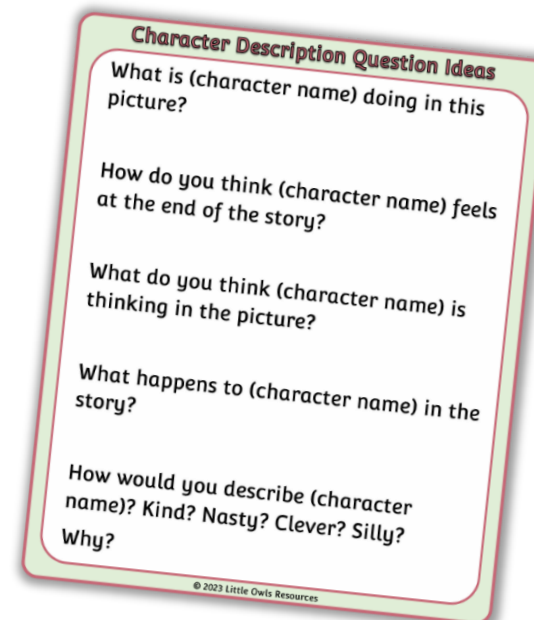 Character Description Question Ideas
What is (character name) doing in this
picture?
How do you think (character name) feels
at the end of the story?
What do you think (character name) is
thinking in the picture?
What happens to (character name) in the
story?
How would you describe (character
name)? Kind? Nasty? Clever? Silly?
Why?
© 2023 Little Owls Resources